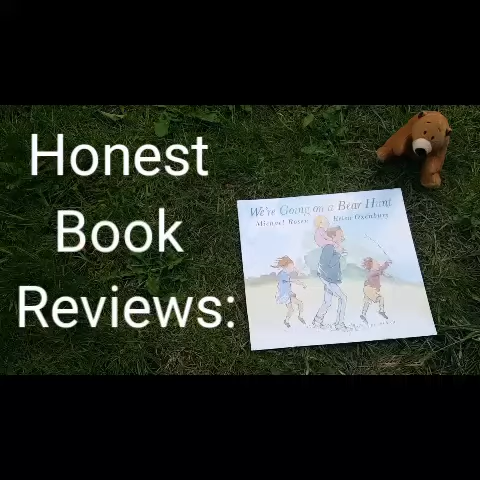 Honest
Book
Reviews:
We're Going on a Bear Hunt
Michael Rosen Helen Oxenbury